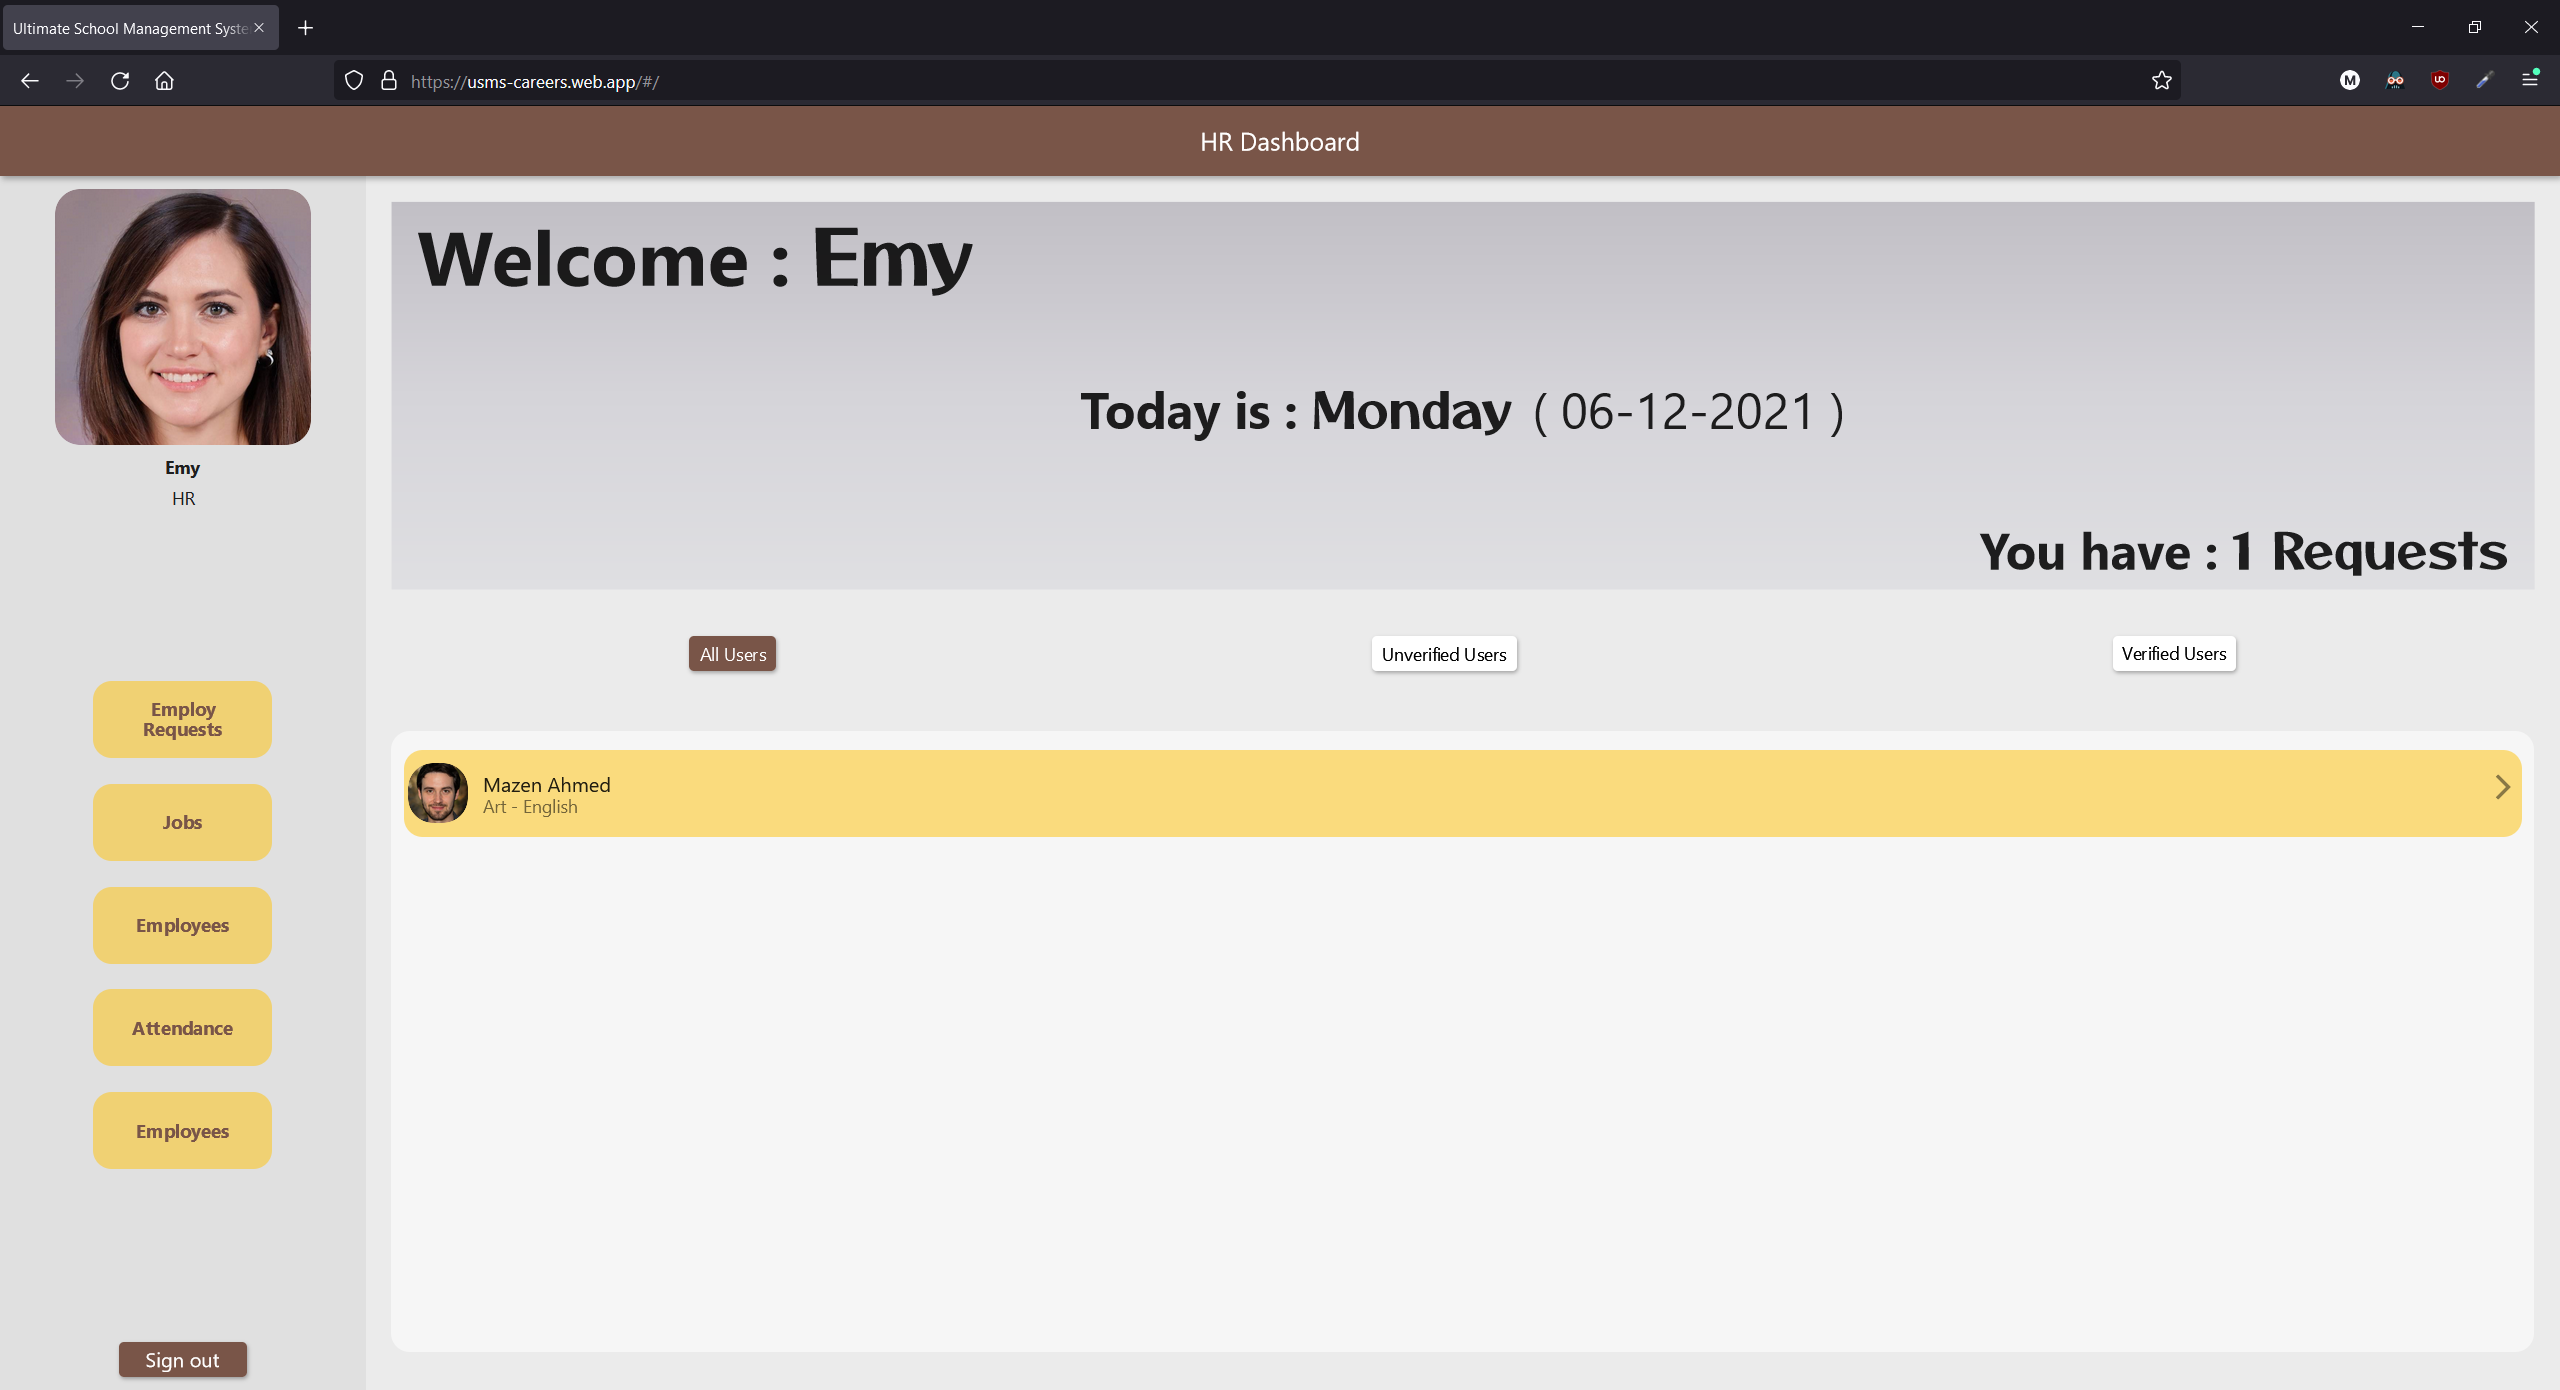 Ultimate School Management Syste
https://usms-careers.web.app/#/
M
HR Dashboard
Emy
HR
Employ
Requests
Jobs
Employees
Attendance
Employees
Sign out
Welcome : Emy
Today is : Monday ( 06-12-2021 )
You have : 1 Requests
All Users
Unverified Users
Verified Users
Mazen Ahmed
Art - English